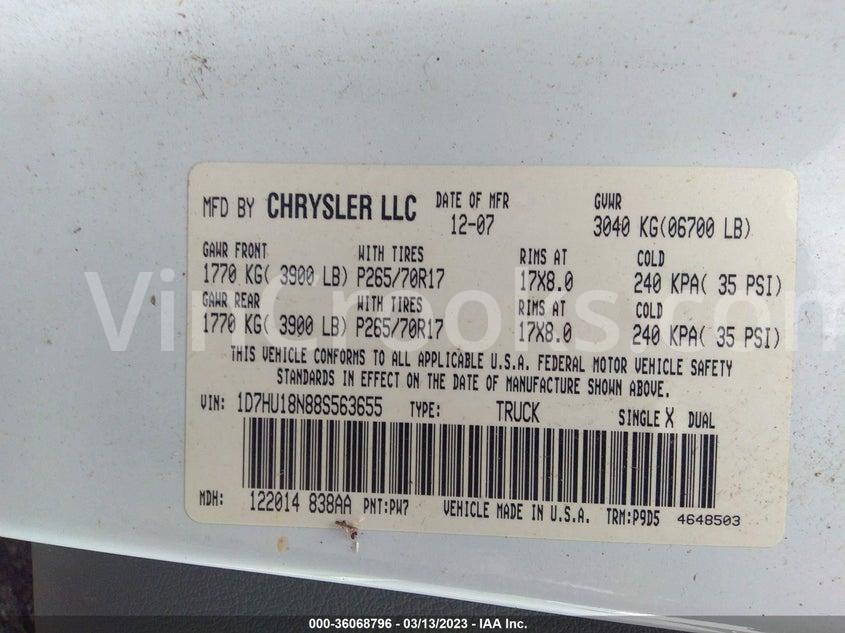 MFD BY CHRYSLER LLC DATE OF MFR GVWR
12-07 3040 KG(06700 LB)
GAWR FRONT WITH TIRES RIMS AT COLD
1770 KG( 3900 LB) P265/70R17 17X8.0 240 KPA( 35 PSI)
GAWR REAR WITH TIRES RIMS AT COLD
1770 KG( 3900 LB) P265/70R17 17X8.0 240 KPA( 35 PSI)
THIS VEHICLE CONFORMS TO ALL APPLICABLE U.S.A. FEDERAL MOTOR VEHICLE SAFETY
STANDARDS IN EFFECT ON THE DATE OF MANUFACTURE SHOWN ABOVE.
VIN: 1D7HU18N88S563655 TYPE: TRUCK SINGLE X DUAL
MDH: 122014 838AA PNT:PW7 VEHICLE MADE IN U.S.A. TRM:P9D5 4648503
VinCrooks.com
000-36068796 - 03/13/2023 - IAA Inc.